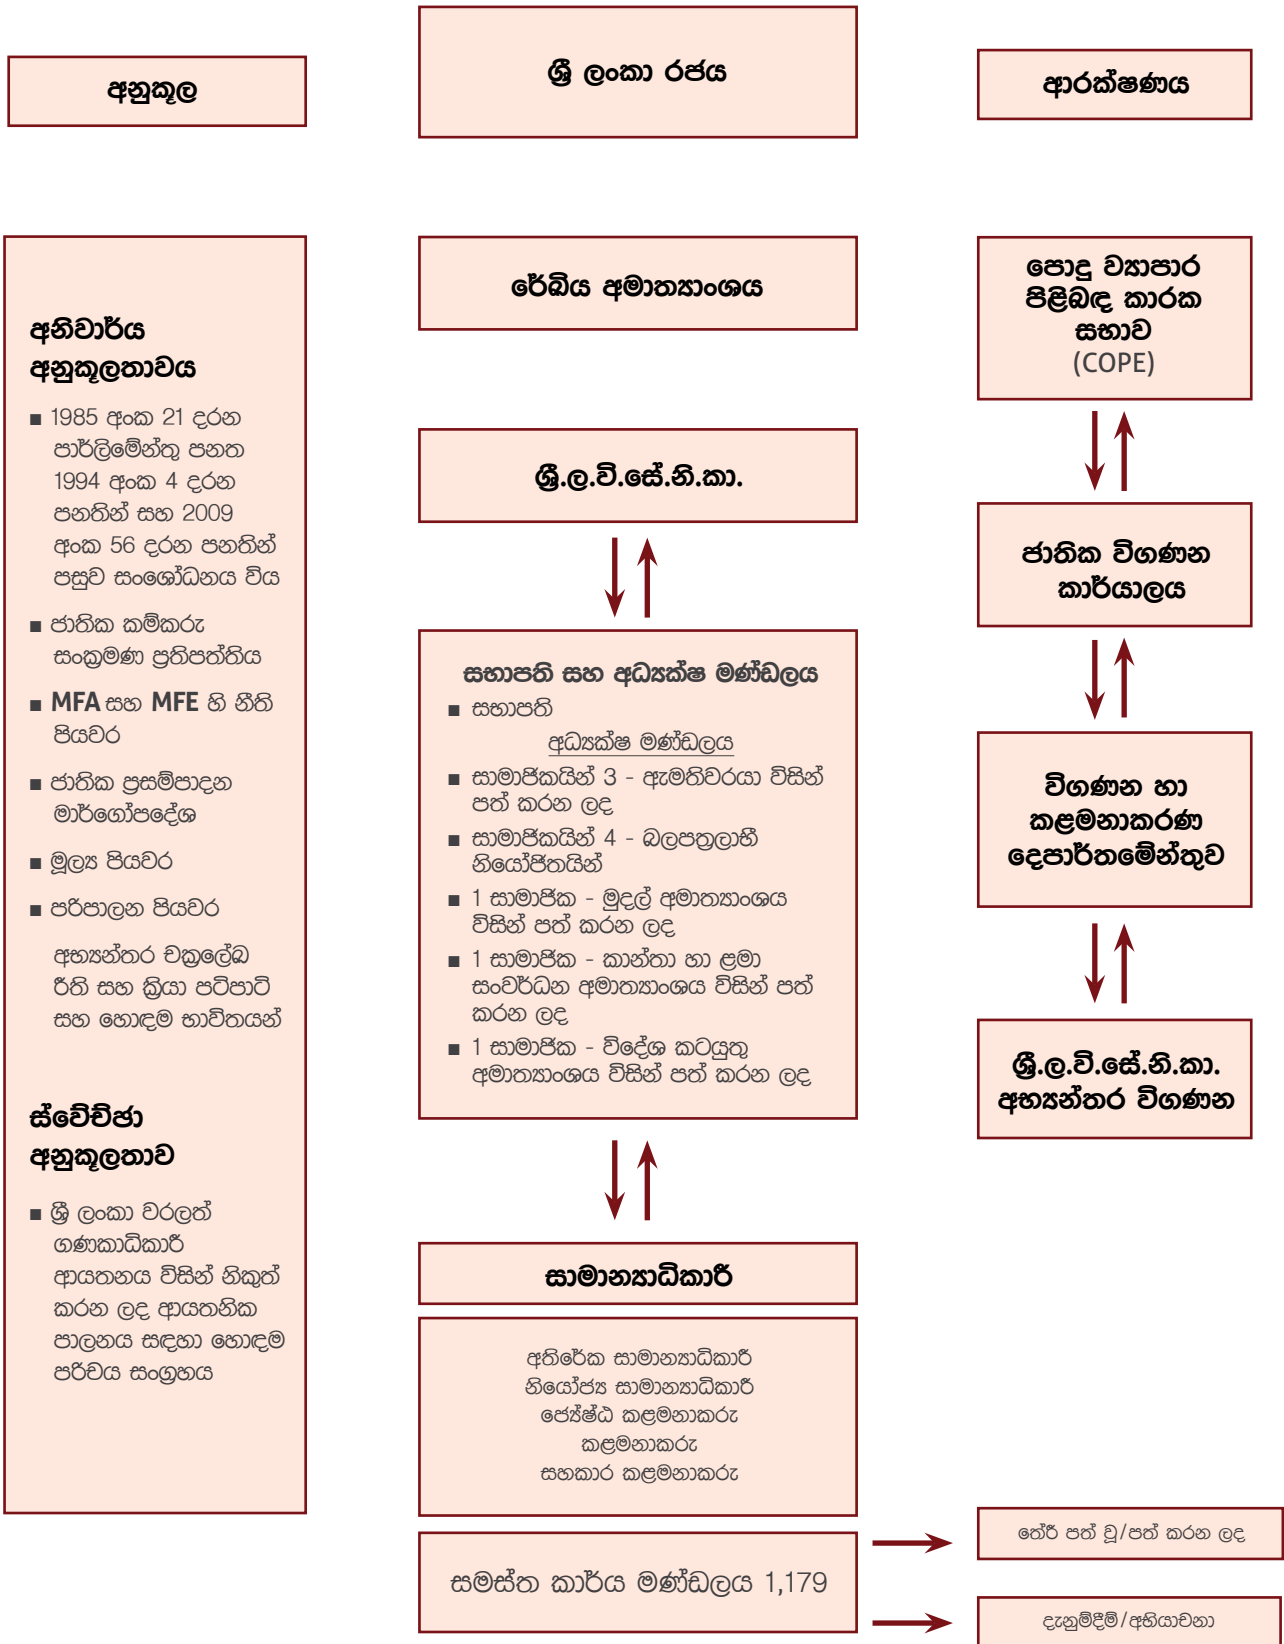 අනුකූල
ශ්‍රී ලංකා රජය
ආරක්ෂණය
අනිවාර්ය
අනුකූලතාවය
■ 1985 අංක 21 දරන
පාර්ලිමේන්තු පනත
1994 අංක 4 දරන
පනතින් සහ 2009
අංක 56 දරන පනතින්
පසුව සංශෝධනය විය
■ ජාතික කම්කරු
සංක්‍රමණ ප්‍රතිපත්තිය
■ MFA සහ MFE හි නීති
පියවර
■ ජාතික ප්‍රසම්පාදන
මාර්ගෝපදේශ
■ මූල්‍ය පියවර
■ පරිපාලන පියවර
අභ්‍යන්තර චක්‍රලේඛ
රීති සහ ක්‍රියා පටිපාටි
සහ හොඳම භාවිතයන්
ස්වේච්ඡා
අනුකූලතාව
■ ශ්‍රී ලංකා වරලත්
ගණකාධිකාරී
ආයතනය විසින් නිකුත්
කරන ලද ආයතනික
පාලනය සඳහා හොඳම
පරිචය සංග්‍රහය
රේඛීය අමාත්‍යාංශය
ශ්‍රී.ල.වි.සේ.නි.කා.
සභාපති සහ අධ්‍යක්ෂ මණ්ඩලය
■ සභාපති
අධ්‍යක්ෂ මණ්ඩලය
■ සාමාජිකයින් 3 - ඇමතිවරයා විසින්
පත් කරන ලද
■ සාමාජිකයින් 4 - බලපත්‍රලාභී
නියෝජිතයින්
■ 1 සාමාජික - මුදල් අමාත්‍යාංශය
විසින් පත් කරන ලද
■ 1 සාමාජික - කාන්තා හා ළමා
සංවර්ධන අමාත්‍යාංශය විසින් පත්
කරන ලද
■ 1 සාමාජික - විදේශ කටයුතු
අමාත්‍යාංශය විසින් පත් කරන ලද
සාමාන්‍යාධිකාරී
අතිරේක සාමාන්‍යාධිකාරී
නියෝජ්‍ය සාමාන්‍යාධිකාරී
ජ්‍යේෂ්ඨ කළමනාකරු
කළමනාකරු
සහකාර කළමනාකරු
සමස්ත කාර්ය මණ්ඩලය 1,179
පොදු ව්‍යාපාර
පිළිබඳ කාරක
සභාව
(COPE)
ජාතික විගණන
කාර්යාලය
විගණන හා
කළමනාකරණ
දෙපාර්තමේන්තුව
ශ්‍රී.ල.වි.සේ.නි.කා.
අභ්‍යන්තර විගණන
තේරී පත් වූ/පත් කරන ලද
දැනුම්දීම්/අභියාචනා